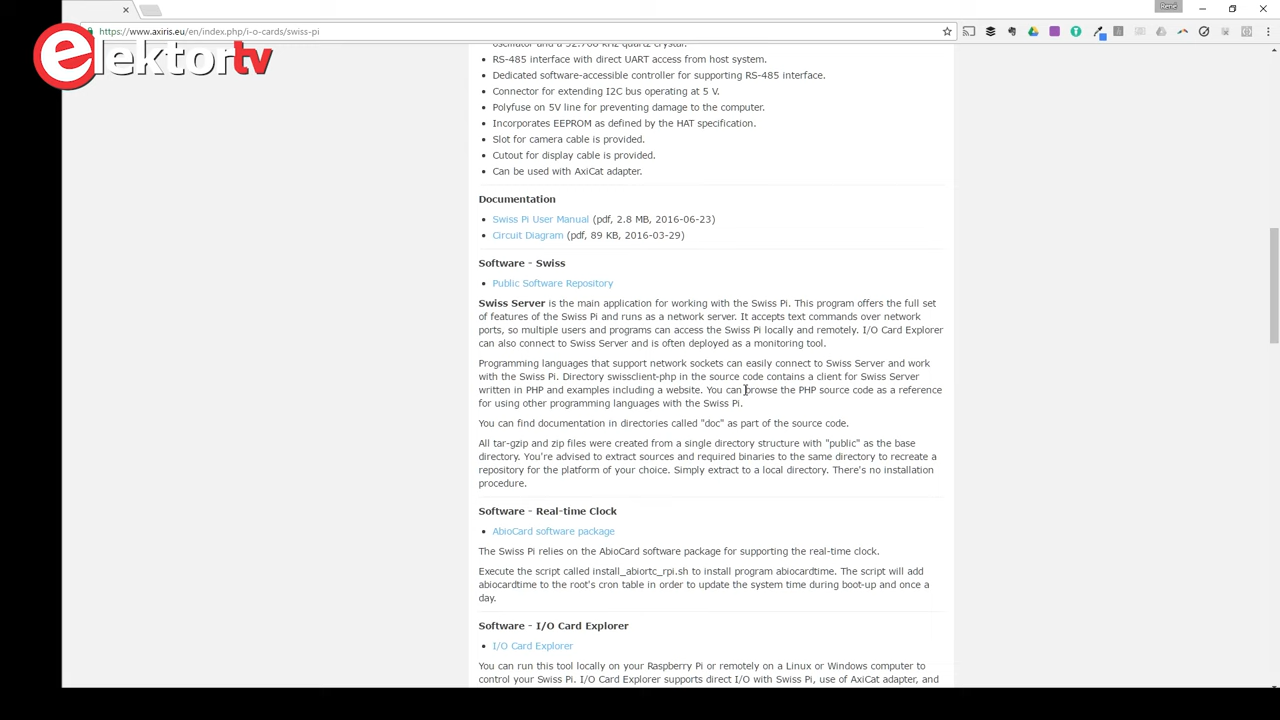 René
https://www.axiris.eu/en/index.php/i-o-cards/swiss-pi
elektortv
oscillator and a 32.768 kHz quartz crystal.
RS-485 interface with direct UART access from host system.
Dedicated software-accessible controller for supporting RS-485 interface.
Connector for extending I2C bus operating at 5 V.
Polyfuse on 5V line for preventing damage to the computer.
Incorporates EEPROM as defined by the HAT specification.
Slot for camera cable is provided.
Cutout for display cable is provided.
Can be used with AxiCat adapter.
Documentation
Swiss Pi User Manual (pdf, 2.8 MB, 2016-06-23)
Circuit Diagram (pdf, 89 KB, 2016-03-29)
Software - Swiss
Public Software Repository
Swiss Server is the main application for working with the Swiss Pi. This program offers the full set
of features of the Swiss Pi and runs as a network server. It accepts text commands over network
ports, so multiple users and programs can access the Swiss Pi locally and remotely. I/O Card Explorer
can also connect to Swiss Server and is often deployed as a monitoring tool.
Programming languages that support network sockets can easily connect to Swiss Server and work
with the Swiss Pi. Directory swissclient-php in the source code contains a client for Swiss Server
written in PHP and examples including a website. You can browse the PHP source code as a reference
for using other programming languages with the Swiss Pi.
You can find documentation in directories called "doc" as part of the source code.
All tar-gzip and zip files were created from a single directory structure with "public" as the base
directory. You're advised to extract sources and required binaries to the same directory to recreate a
repository for the platform of your choice. Simply extract to a local directory. There's no installation
procedure.
Software - Real-time Clock
AbioCard software package
The Swiss Pi relies on the AbioCard software package for supporting the real-time clock.
Execute the script called install_abiortc_rpi.sh to install program abiocardtime. The script will add
abiocardtime to the root's cron table in order to update the system time during boot-up and once a
day.
Software - I/O Card Explorer
I/O Card Explorer
You can run this tool locally on your Raspberry Pi or remotely on a Linux or Windows computer to
control your Swiss Pi. I/O Card Explorer supports direct I/O with Swiss Pi, use of AxiCat adapter, and